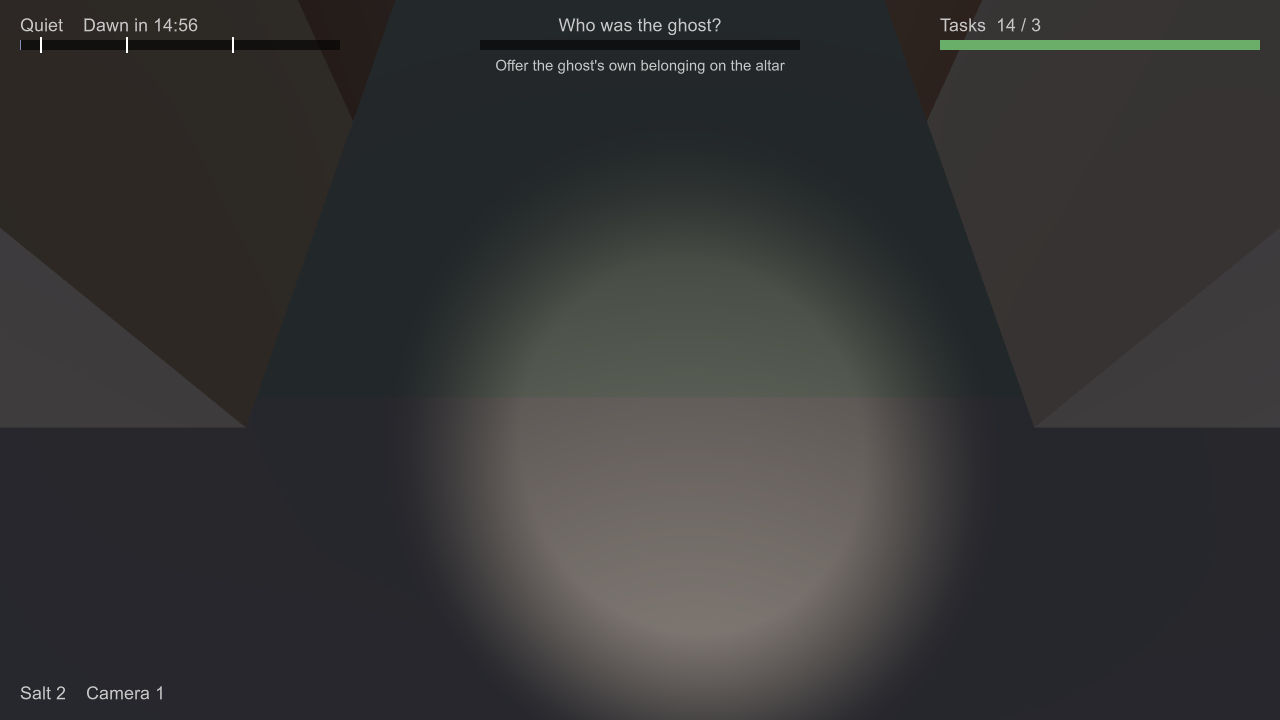 Quiet Dawn in 14:56
Who was the ghost?
Tasks 14 / 3
Offer the ghost's own belonging on the altar
Salt 2 Camera 1